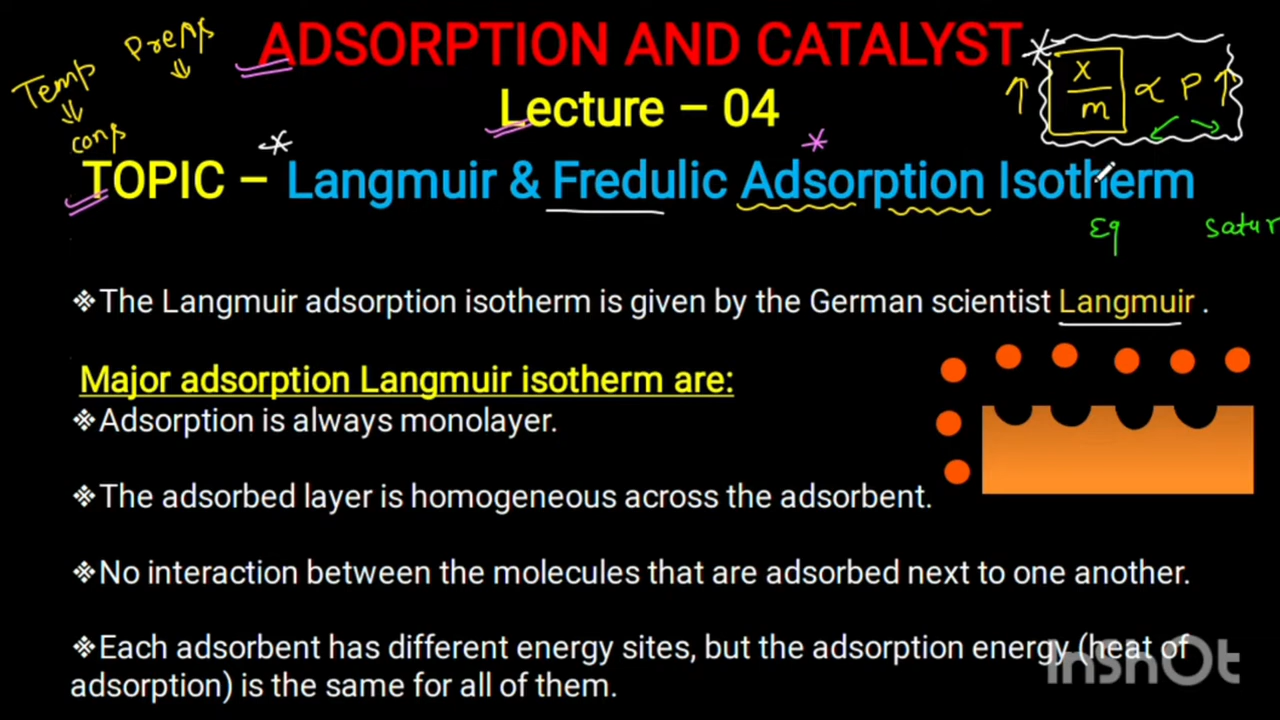 ADSORPTION AND CATALYST
Lecture – 04
Temp
Pre
x/m ∝ P
TOPIC – Langmuir & Fredulic Adsorption Isotherm
Eq
satur
❖The Langmuir adsorption isotherm is given by the German scientist Langmuir .
Major adsorption Langmuir isotherm are:
❖Adsorption is always monolayer.
❖The adsorbed layer is homogeneous across the adsorbent.
❖No interaction between the molecules that are adsorbed next to one another.
❖Each adsorbent has different energy sites, but the adsorption energy (heat of
adsorption) is the same for all of them.
InShOt